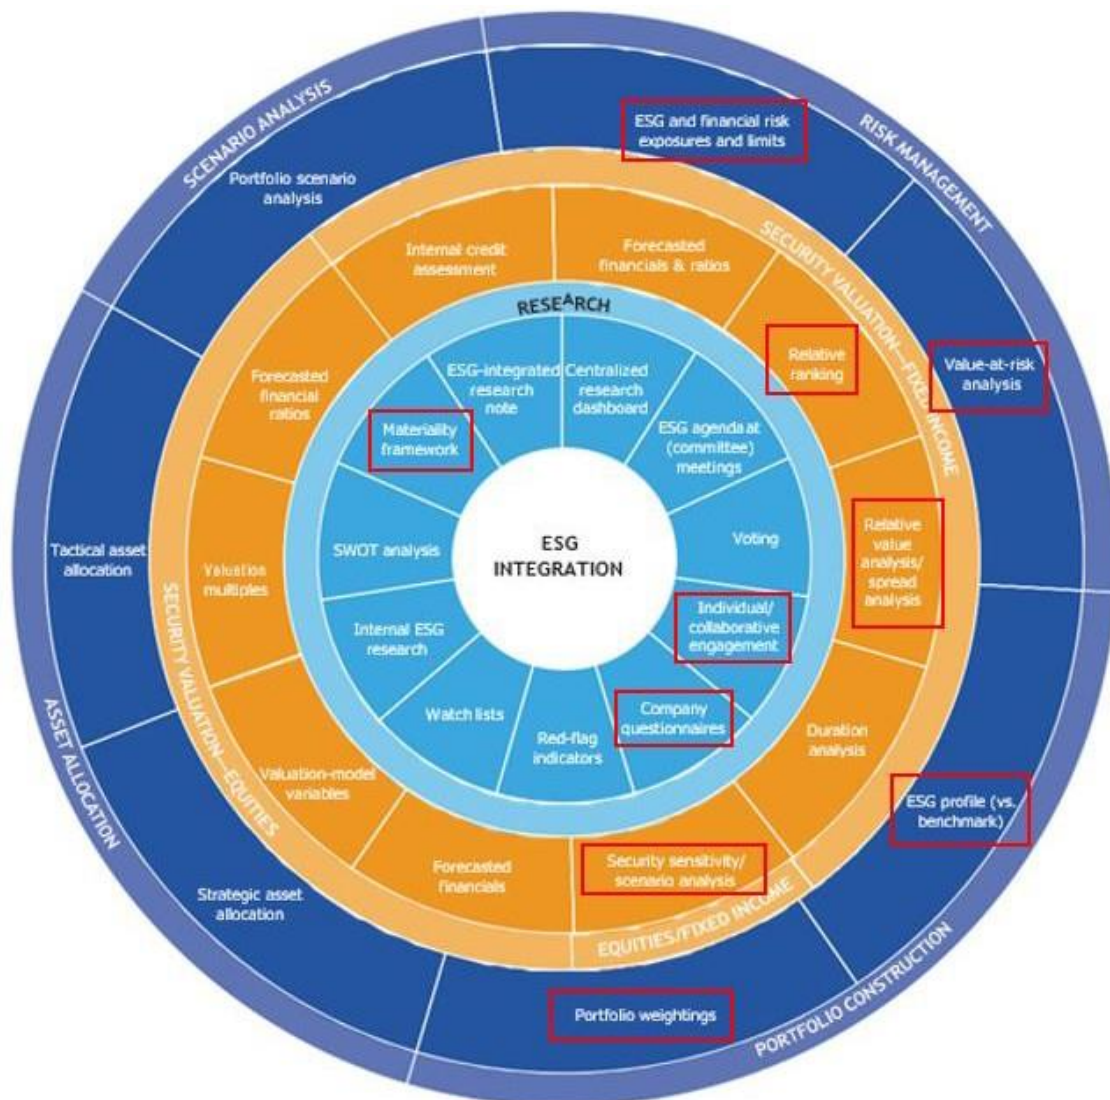 SCENARIO ANALYSIS
RISK MANAGEMENT
ESG and financial risk
exposures and limits
Portfolio scenario
analysis
Value-at-risk
analysis
Tactical asset
allocation
ASSET ALLOCATION
Strategic asset
allocation
ESG profile (vs.
benchmark)
Portfolio weightings
PORTFOLIO CONSTRUCTION
SECURITY VALUATION—FIXED INCOME
Internal credit
assessment
Forecasted
financials & ratios
Relative
ranking
Relative
value
analysis/
spread
analysis
Duration
analysis
Forecasted
financial
ratios
Valuation
multiples
SECURITY VALUATION—EQUITIES
Valuation-model
variables
Forecasted
financials
Security sensitivity/
scenario analysis
EQUITIES/FIXED INCOME
RESEARCH
ESG-integrated
research
note
Centralized
research
dashboard
Materiality
framework
ESG agenda at
(committee)
meetings
SWOT analysis
Voting
Internal ESG
research
Individual/
collaborative
engagement
Watch lists
Red-flag
indicators
Company
questionnaires
ESG
INTEGRATION